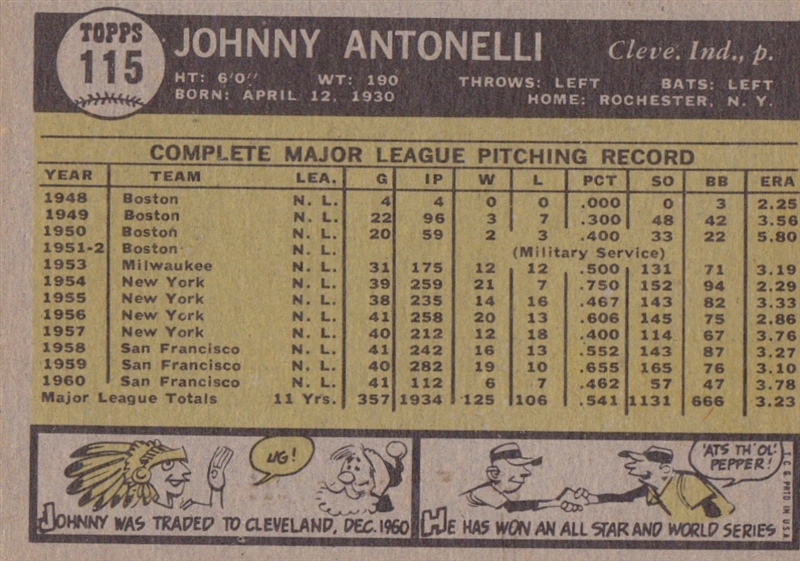 TOPPS
115
JOHNNY ANTONELLI
Cleve. Ind., p.
HT: 6'0" WT: 190 THROWS: LEFT BATS: LEFT
BORN: APRIL 12, 1930 HOME: ROCHESTER, N. Y.
COMPLETE MAJOR LEAGUE PITCHING RECORD
YEAR TEAM LEA. G IP W L PCT SO BB ERA
1948 Boston N. L. 4 4 0 0 .000 0 3 2.25
1949 Boston N. L. 22 96 3 7 .300 48 42 3.56
1950 Boston N. L. 20 59 2 3 .400 33 22 5.80
1951-2 Boston N. L. (Military Service)
1953 Milwaukee N. L. 31 175 12 12 .500 131 71 3.19
1954 New York N. L. 39 259 21 7 .750 152 94 2.29
1955 New York N. L. 38 235 14 16 .467 143 82 3.33
1956 New York N. L. 41 258 20 13 .606 145 75 2.86
1957 New York N. L. 40 212 12 18 .400 114 67 3.76
1958 San Francisco N. L. 41 242 16 13 .552 143 87 3.27
1959 San Francisco N. L. 40 282 19 10 .655 165 76 3.10
1960 San Francisco N. L. 41 112 6 7 .462 57 47 3.78
Major League Totals 11 Yrs. 357 1934 125 106 .541 1131 666 3.23
UG!
JOHNNY WAS TRADED TO CLEVELAND, DEC. 1960
'ATS TH' OL'
PEPPER!
HE HAS WON AN ALL STAR AND WORLD SERIES
T.C.G. PRTD IN U.S.A.